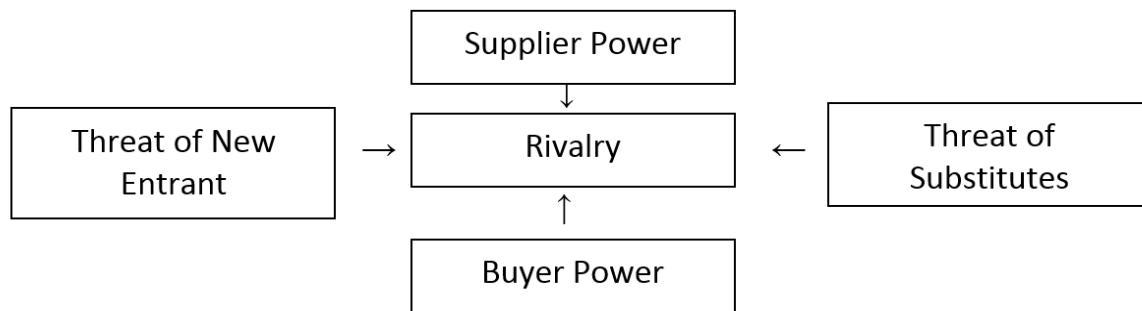 Supplier Power
Threat of New
Entrant
Rivalry
Threat of
Substitutes
Buyer Power